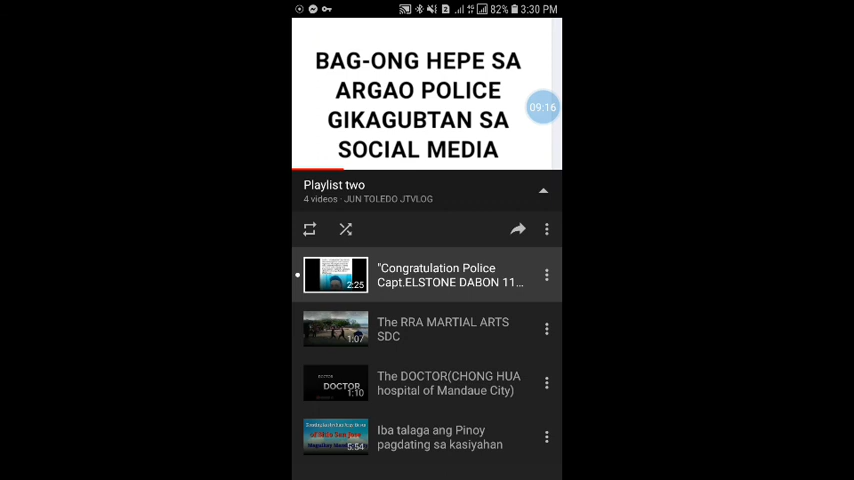 82% 3:30 PM
BAG-ONG HEPE SA
ARGAO POLICE
GIKAGUBTAN SA
SOCIAL MEDIA
09:16
Playlist two
4 videos · JUN TOLEDO JTVLOG
"Congratulation Police
Capt.ELSTONE DABON 11...
2:25
The RRA MARTIAL ARTS
SDC
1:07
The DOCTOR(CHONG HUA
hospital of Mandaue City)
DOCTOR
1:10
Iba talaga ang Pinoy
pagdating sa kasiyahan
5:54